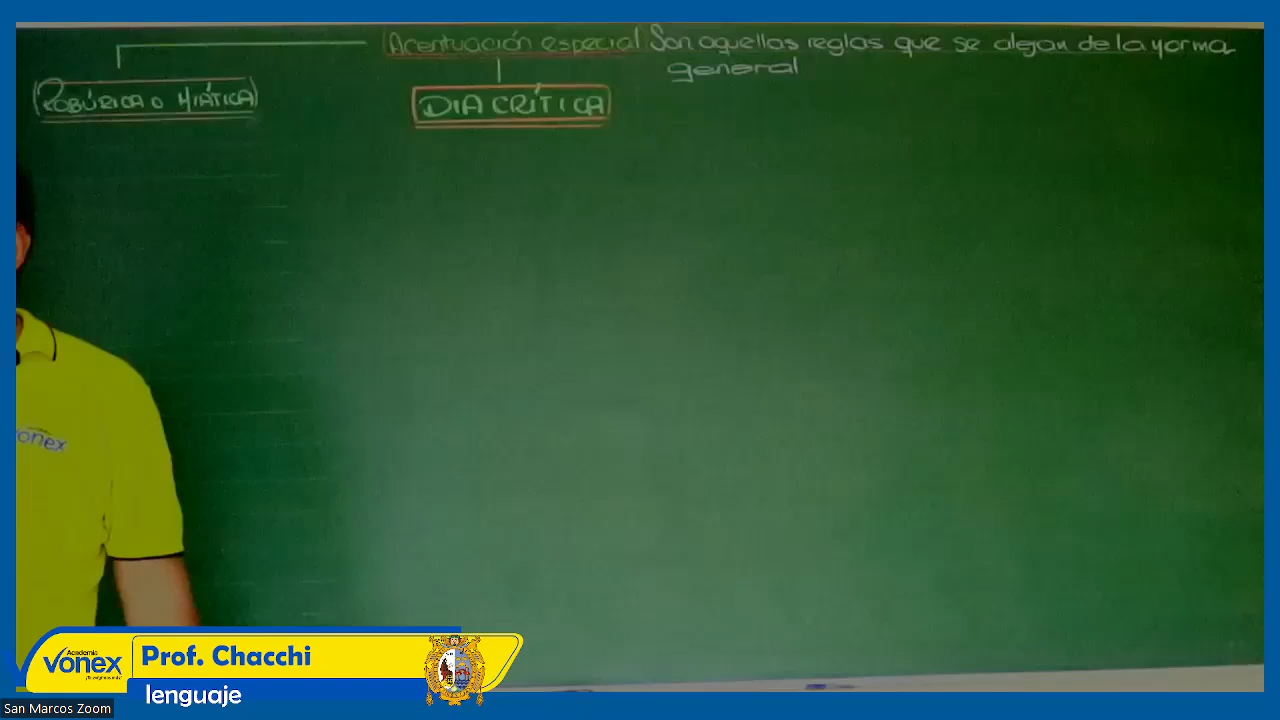 Acentuación especial Son aquellas reglas que se alejan de la norma
general
(ROBÚRICA O HIÁTICA)
DIACRÍTICA
vonex
Academia
vonex
Prof. Chacchi
lenguaje
San Marcos Zoom